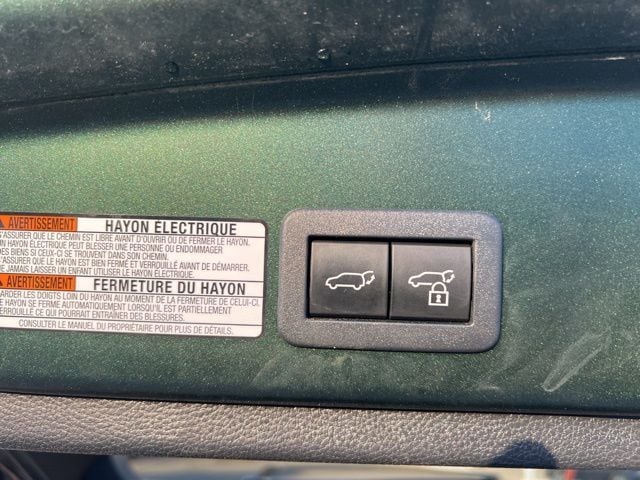 AVERTISSEMENT HAYON ÉLECTRIQUE
S'ASSURER QUE LE CHEMIN EST LIBRE AVANT D'OUVRIR OU DE FERMER LE HAYON.
UN HAYON ÉLECTRIQUE PEUT BLESSER UNE PERSONNE OU ENDOMMAGER
DES BIENS SI CEUX-CI SE TROUVENT DANS SON CHEMIN.
S'ASSURER QUE LE HAYON EST BIEN FERMÉ ET VERROUILLÉ AVANT DE DÉMARRER.
NE JAMAIS LAISSER UN ENFANT UTILISER LE HAYON ÉLECTRIQUE.
AVERTISSEMENT FERMETURE DU HAYON
GARDER LES DOIGTS LOIN DU HAYON AU MOMENT DE LA FERMETURE DE CELUI-CI.
LE HAYON SE FERME AUTOMATIQUEMENT LORSQU'IL EST PARTIELLEMENT
VERROUILLÉ CE QUI POURRAIT ENTRAÎNER DES BLESSURES.
CONSULTER LE MANUEL DU PROPRIÉTAIRE POUR PLUS DE DÉTAILS.